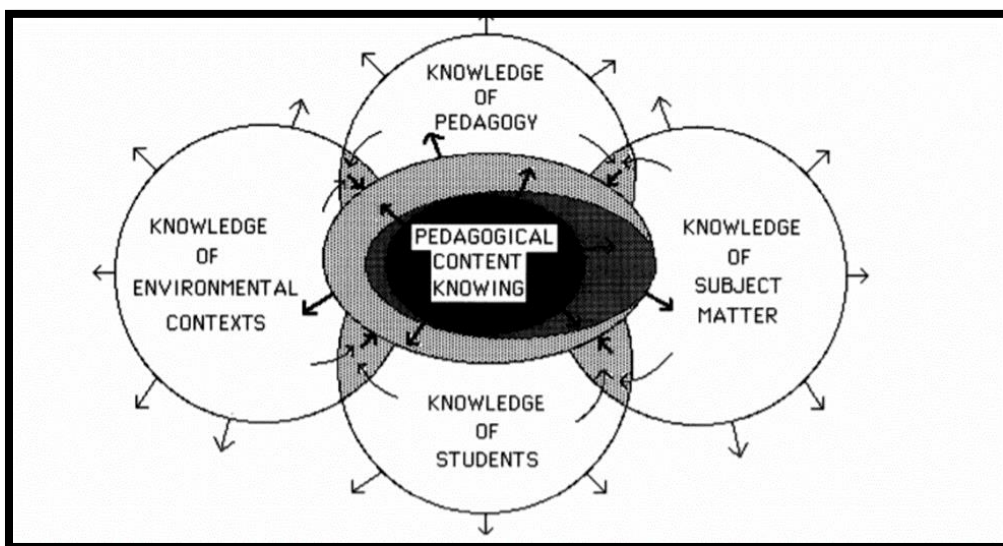 KNOWLEDGE
OF
PEDAGOGY
KNOWLEDGE
OF
ENVIRONMENTAL
CONTEXTS
PEDAGOGICAL
CONTENT
KNOWING
KNOWLEDGE
OF
SUBJECT
MATTER
KNOWLEDGE
OF
STUDENTS